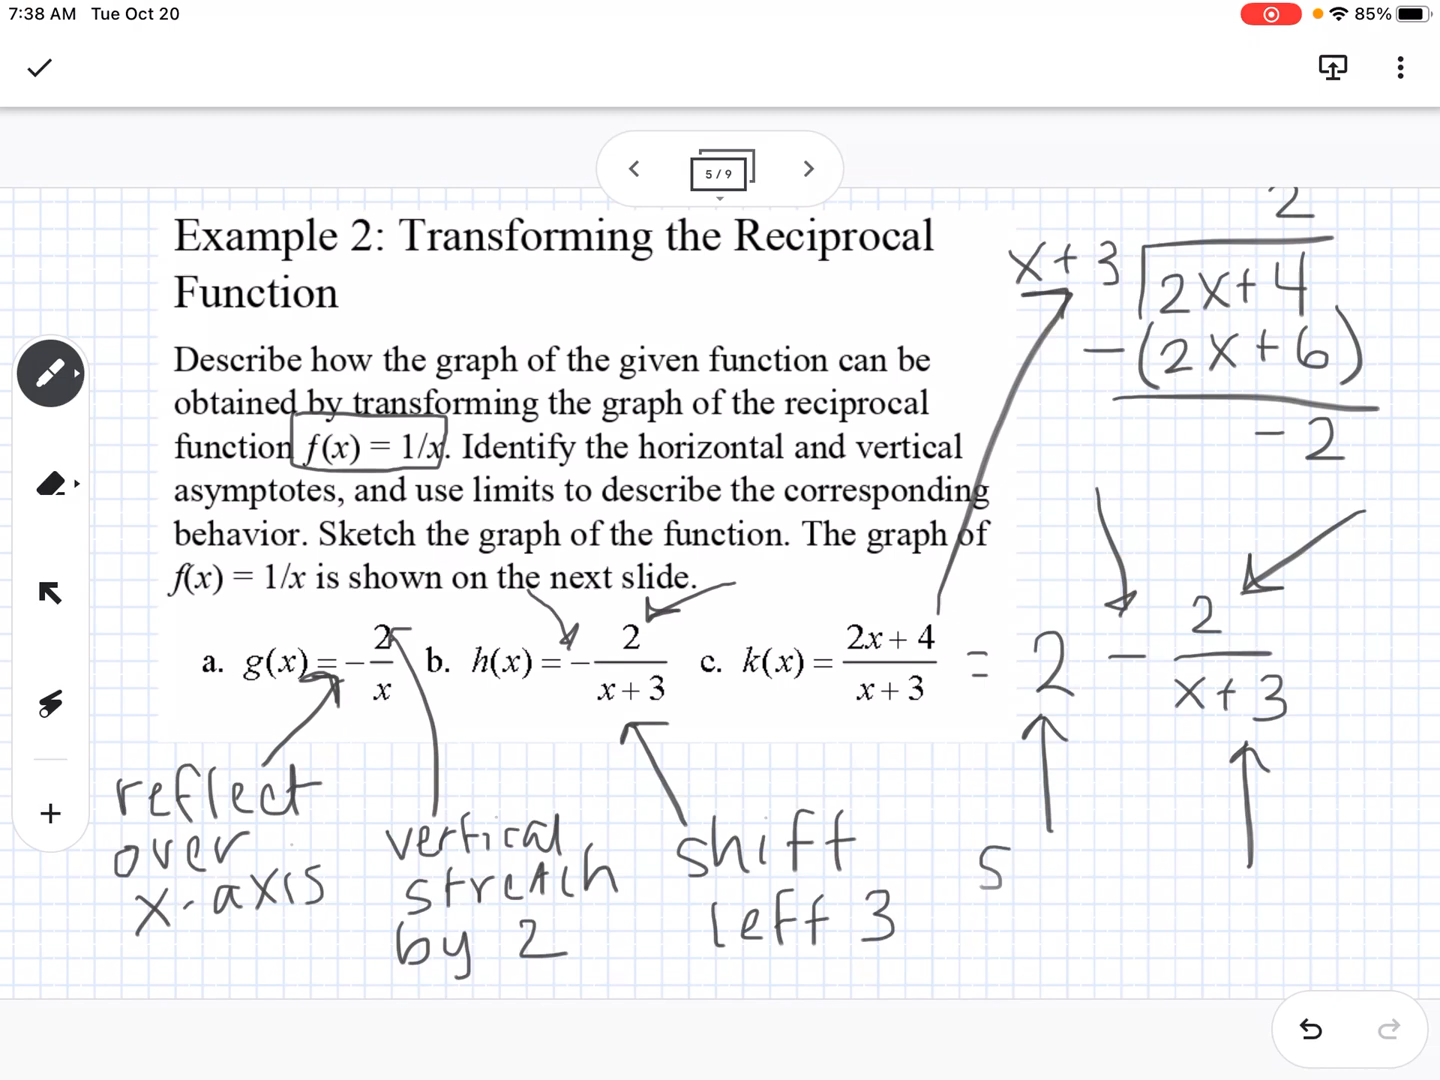 7:38 AM Tue Oct 20
85%
5 / 9
Example 2: Transforming the Reciprocal
Function
Describe how the graph of the given function can be
obtained by transforming the graph of the reciprocal
function f(x) = 1/x. Identify the horizontal and vertical
asymptotes, and use limits to describe the corresponding
behavior. Sketch the graph of the function. The graph of
f(x) = 1/x is shown on the next slide.
a. g(x) = -2/x b. h(x) = -2/(x + 3) c. k(x) = (2x + 4)/(x + 3) = 2 - 2/(x+3)
2
x+3 2x+4
-(2x+6)
-2
reflect
over
x-axis
vertical
stretch
by 2
shift
left 3
S